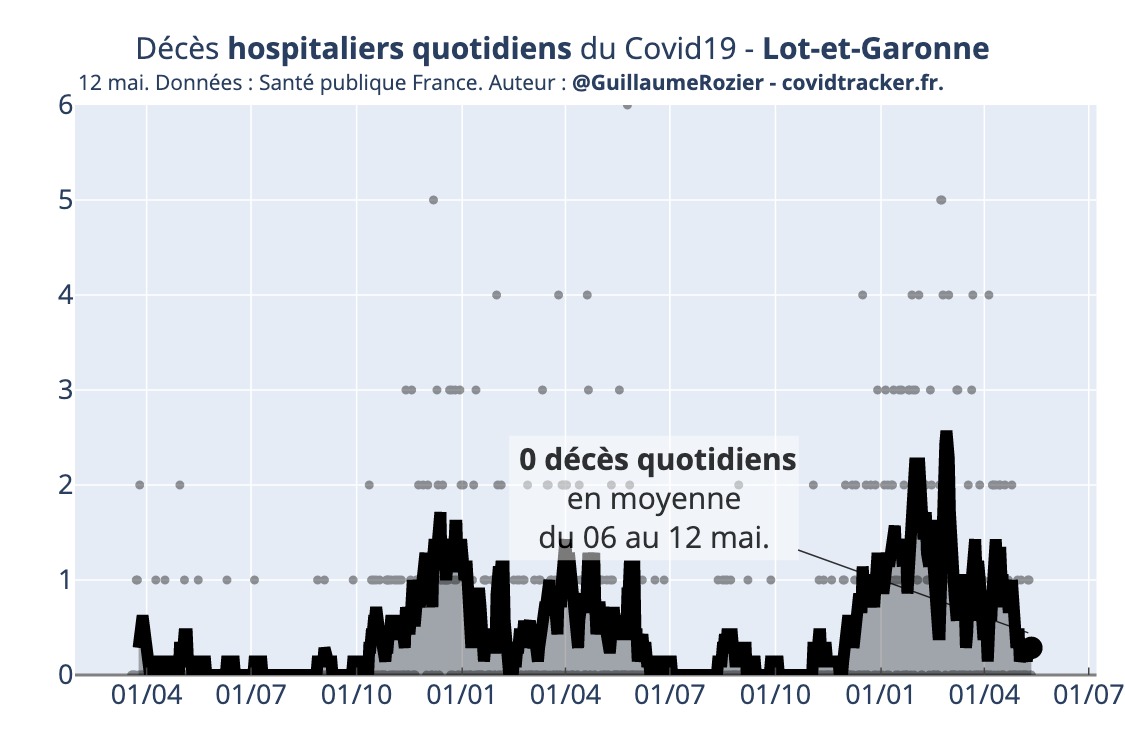 Décès hospitaliers quotidiens du Covid19 - Lot-et-Garonne
12 mai. Données : Santé publique France. Auteur : @GuillaumeRozier - covidtracker.fr.
6
5
4
3
2
1
0
0 décès quotidiens
en moyenne
du 06 au 12 mai.
01/04 01/07 01/10 01/01 01/04 01/07 01/10 01/01 01/04 01/07